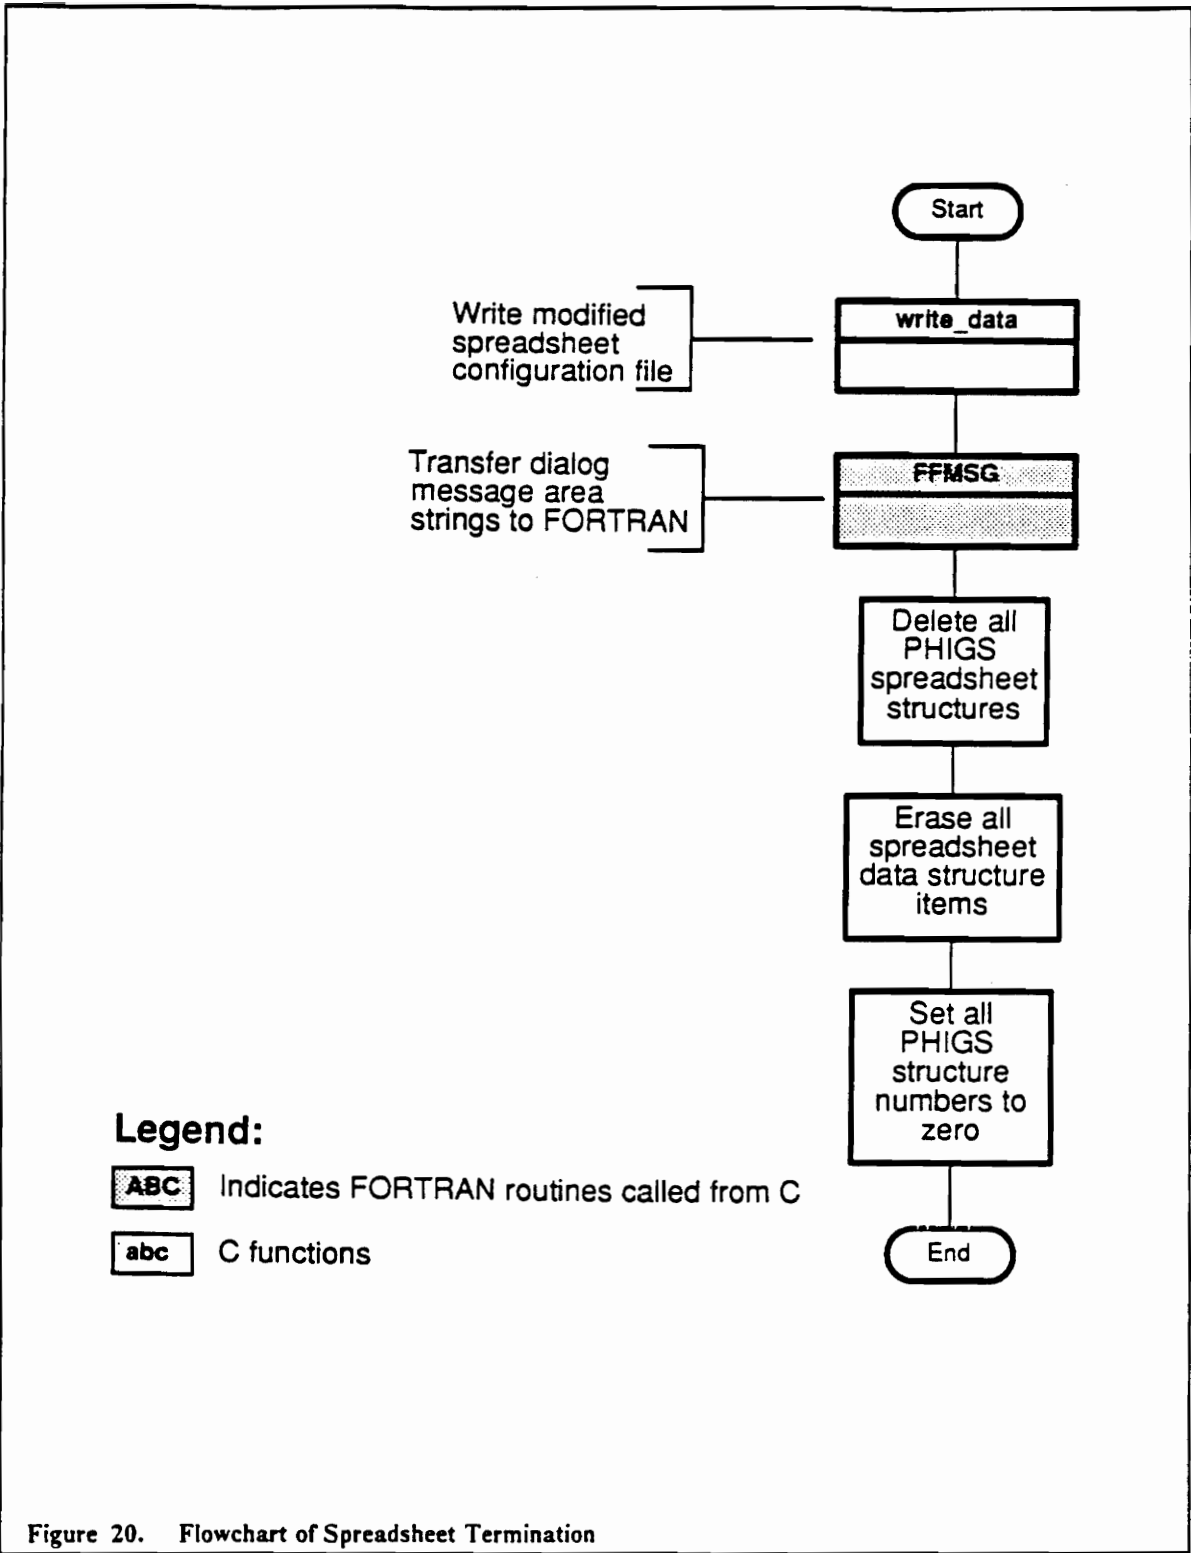 Start
Write modified
spreadsheet
configuration file
write_data
Transfer dialog
message area
strings to FORTRAN
FFMSG
Delete all
PHIGS
spreadsheet
structures
Erase all
spreadsheet
data structure
items
Set all
PHIGS
structure
numbers to
zero
End
Legend:
ABC Indicates FORTRAN routines called from C
abc C functions
Figure 20. Flowchart of Spreadsheet Termination